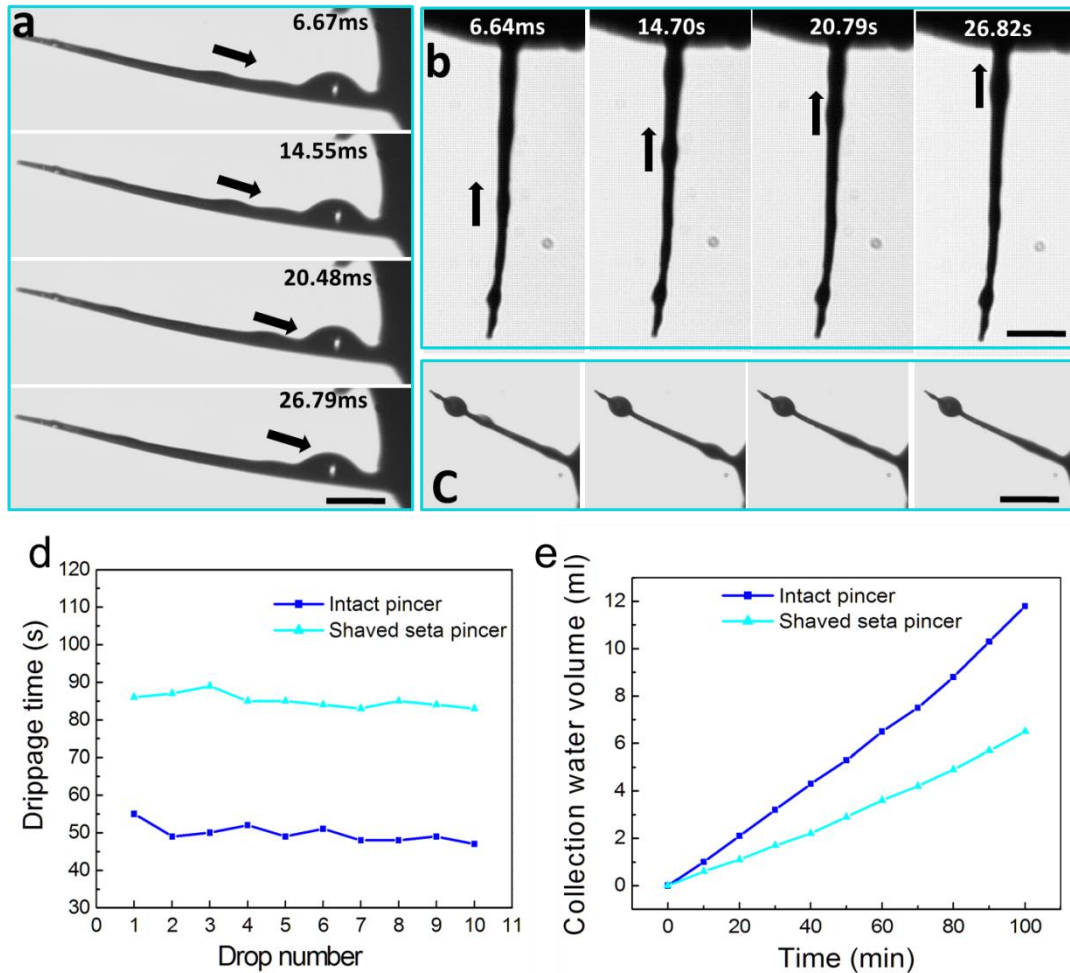 a
6.67ms
14.55ms
20.48ms
26.79ms
b
6.64ms 14.70s 20.79s 26.82s
C
d
120
110
100
90
80
70
60
50
40
30
Drippage time (s)
Intact pincer
Shaved seta pincer
0 1 2 3 4 5 6 7 8 9 10 11
Drop number
e
12
10
8
6
4
2
0
Collection water volume (ml)
Intact pincer
Shaved seta pincer
0 20 40 60 80 100
Time (min)